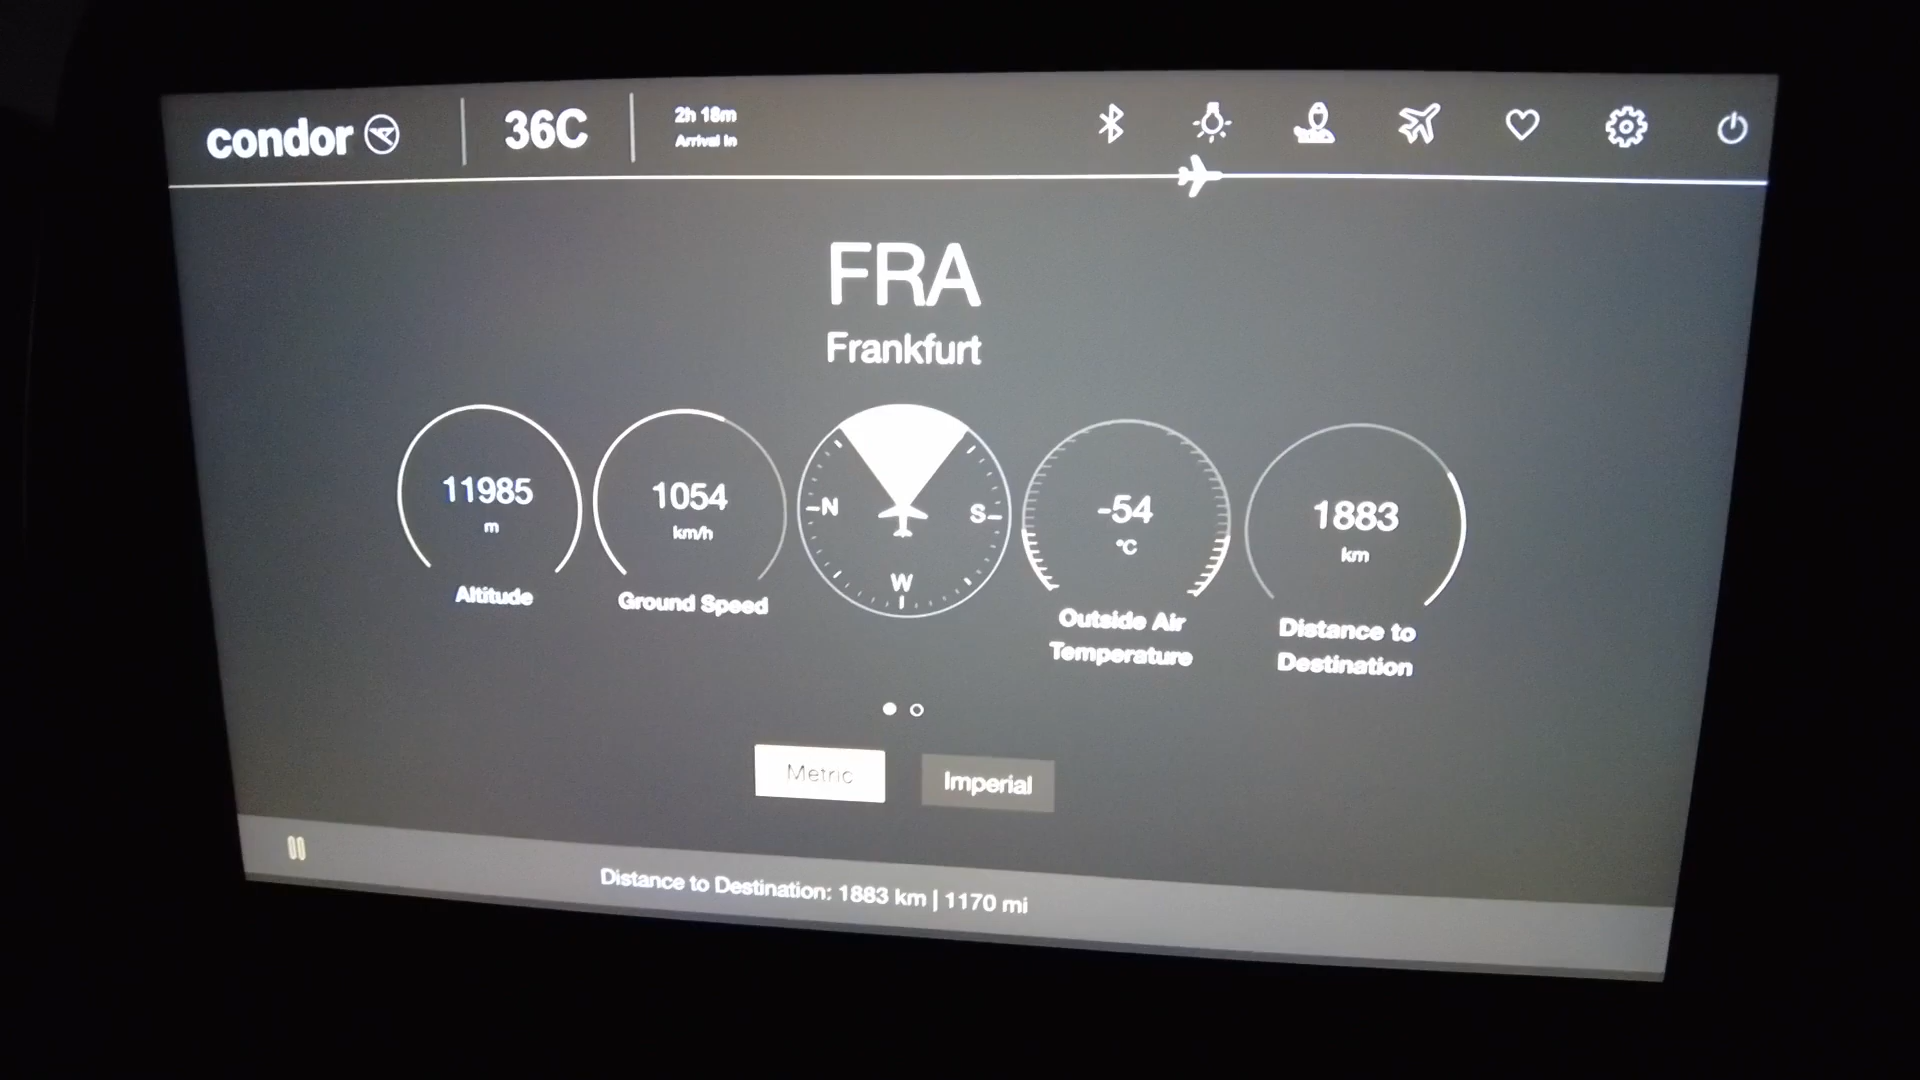 condor
36C
2h 18m
Arrival in
FRA
Frankfurt
11985
m
Altitude
1054
km/h
Ground Speed
N
S
W
-54
°C
Outside Air
Temperature
1883
km
Distance to
Destination
Metric
Imperial
Distance to Destination: 1883 km | 1170 mi